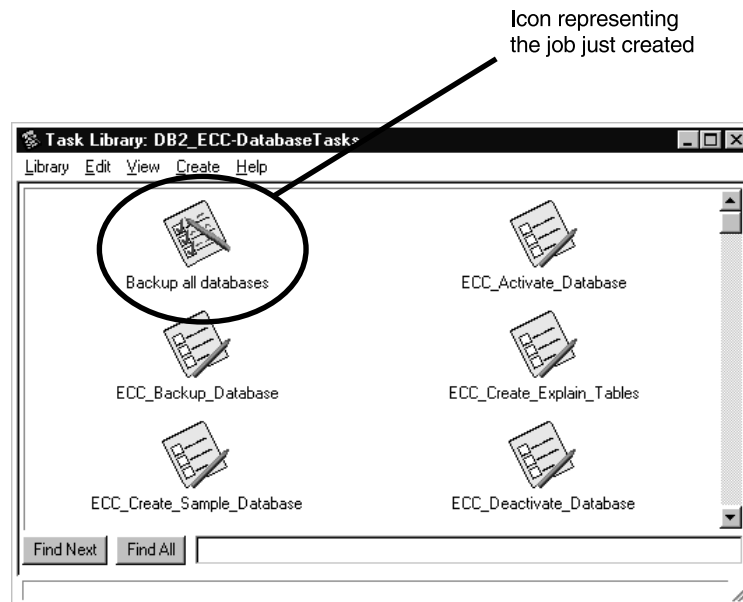 Icon representing
the job just created
Task Library: DB2_ECC-DatabaseTasks
Library Edit View Create Help
Backup all databases
ECC_Activate_Database
ECC_Backup_Database
ECC_Create_Explain_Tables
ECC_Create_Sample_Database
ECC_Deactivate_Database
Find Next Find All